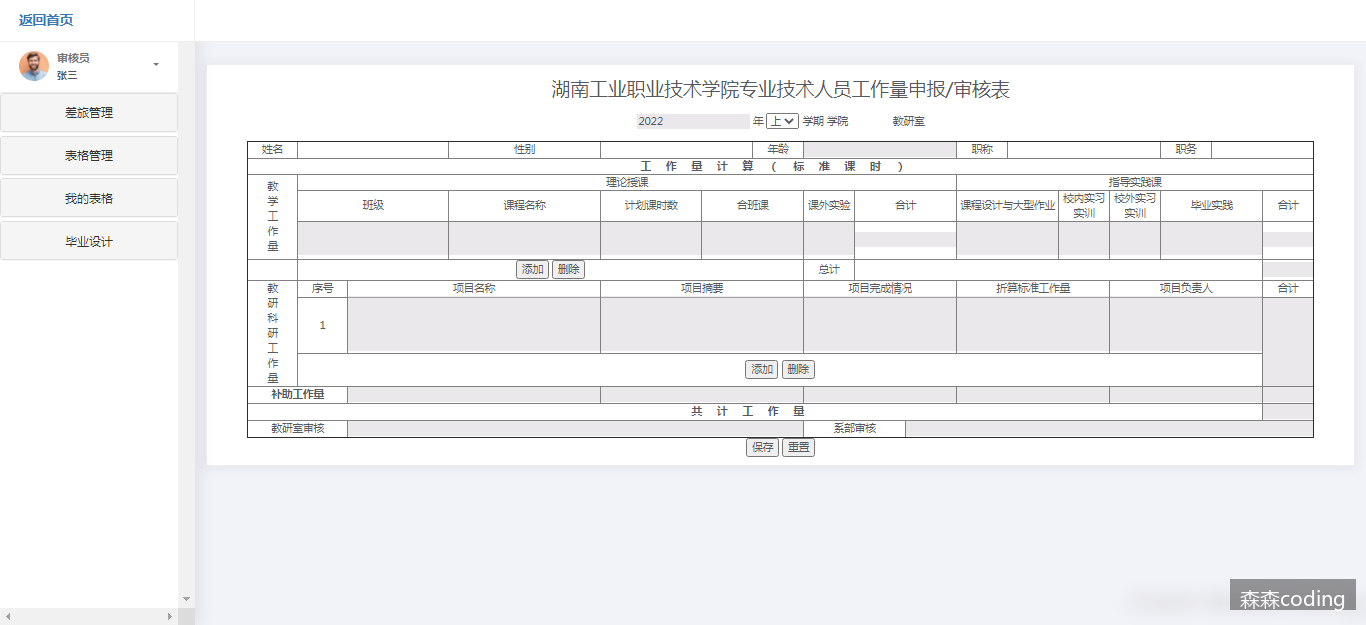 返回首页
审核员
张三
差旅管理
表格管理
我的表格
毕业设计
湖南工业职业技术学院专业技术人员工作量申报/审核表
2022 年 上 学期 学院 教研室
姓名 性别 年龄 职称 职务
工 作 量 计 算 ( 标 准 课 时 )
教学工作量
理论授课 指导实践课
班级 课程名称 计划课时数 合班课 课外实验 合计 课程设计与大型作业 校内实习实训 校外实习实训 毕业实践 合计
添加 删除 总计
教研科研工作量
序号 项目名称 项目摘要 项目完成情况 折算标准工作量 项目负责人 合计
1
添加 删除
补助工作量
共 计 工 作 量
教研室审核 系部审核
保存 重置
森森coding